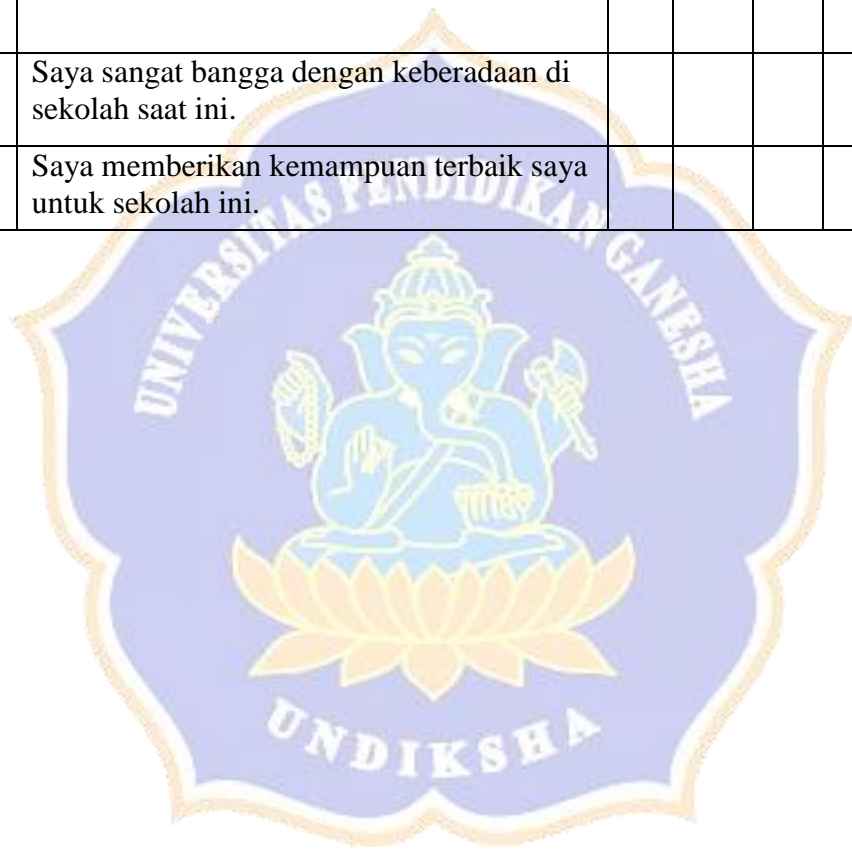 Saya sangat bangga dengan keberadaan di
sekolah saat ini.
Saya memberikan kemampuan terbaik saya
untuk sekolah ini.
UNIVERSITAS PENDIDIKAN GANESHA
UNDIKSHA